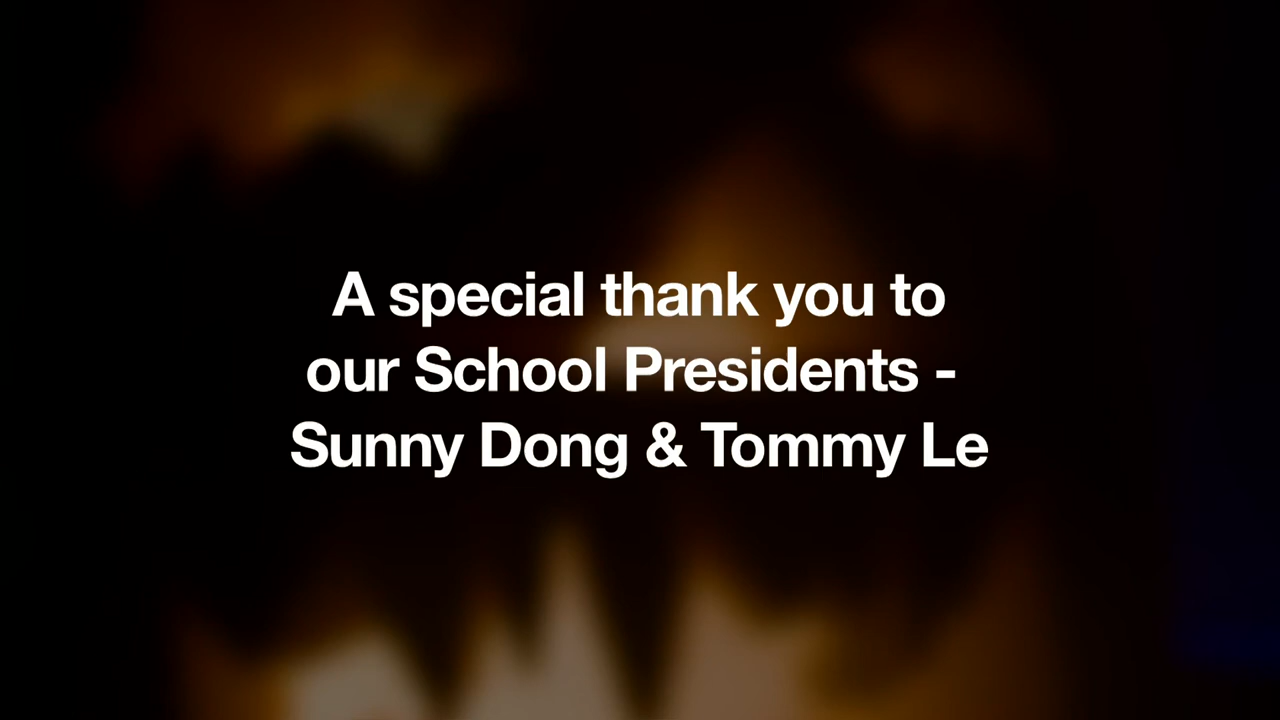 A special thank you to
our School Presidents -
Sunny Dong & Tommy Le